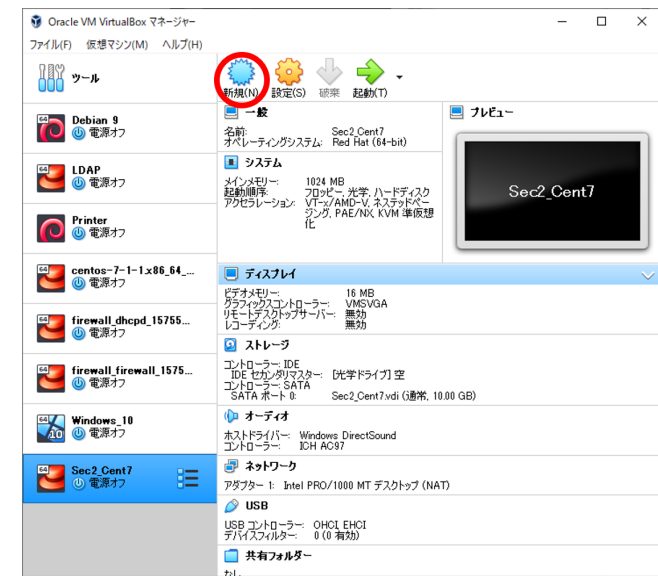 Oracle VM VirtualBox マネージャー
ファイル(F) 仮想マシン(M) ヘルプ(H)
ツール
新規(N) 設定(S) 破棄 起動(T)
64 Debian 9
電源オフ
64 LDAP
電源オフ
Printer
電源オフ
64 centos-7-1-1.x86_64_...
電源オフ
64 firewall_dhcpd_15755...
電源オフ
64 firewall_firewall_1575...
電源オフ
64 10 Windows_10
電源オフ
64 Sec2_Cent7
電源オフ
一般
名前: Sec2_Cent7
オペレーティングシステム: Red Hat (64-bit)
プレビュー
Sec2_Cent7
システム
メインメモリー: 1024 MB
起動順序: フロッピー, 光学, ハードディスク
アクセラレーション: VT-x/AMD-V, ネステッドペー
ジング, PAE/NX, KVM 準仮想
化
ディスプレイ
ビデオメモリー: 16 MB
グラフィックスコントローラー: VMSVGA
リモートデスクトップサーバー: 無効
レコーディング: 無効
ストレージ
コントローラー: IDE
IDE セカンダリマスター: [光学ドライブ] 空
コントローラー: SATA
SATA ポート 0: Sec2_Cent7.vdi (通常, 10.00 GB)
オーディオ
ホストドライバー: Windows DirectSound
コントローラー: ICH AC97
ネットワーク
アダプター 1: Intel PRO/1000 MT デスクトップ (NAT)
USB
USB コントローラー: OHCI, EHCI
デバイスフィルター: 0 (0 有効)
共有フォルダー
なし